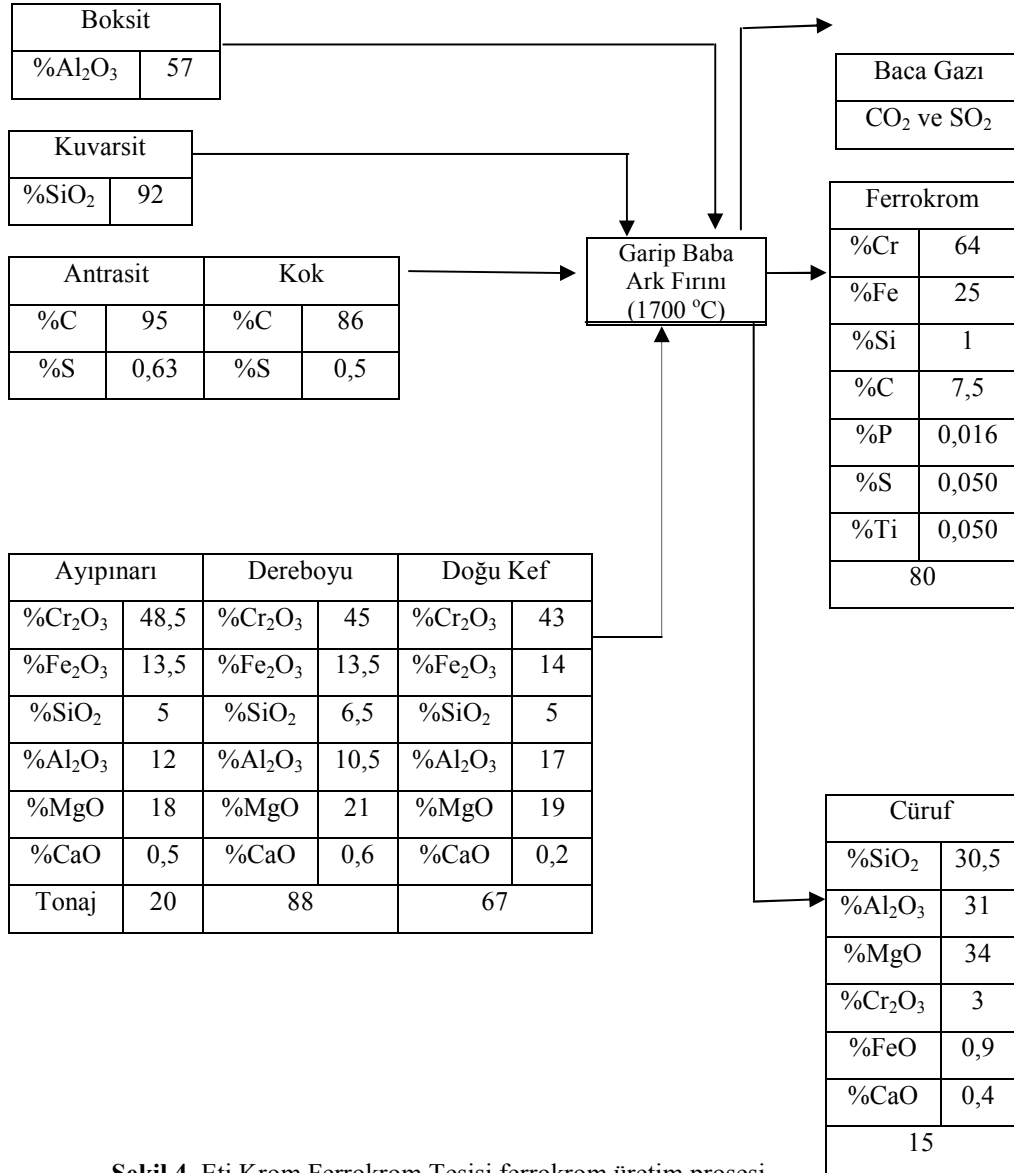 Boksit
%Al₂O₃ 57
Kuvarsit
%SiO₂ 92
Antrasit Kok
%C 95 %C 86
%S 0,63 %S 0,5
Ayıpınarı Dereboyu Doğu Kef
%Cr₂O₃ 48,5 %Cr₂O₃ 45 %Cr₂O₃ 43
%Fe₂O₃ 13,5 %Fe₂O₃ 13,5 %Fe₂O₃ 14
%SiO₂ 5 %SiO₂ 6,5 %SiO₂ 5
%Al₂O₃ 12 %Al₂O₃ 10,5 %Al₂O₃ 17
%MgO 18 %MgO 21 %MgO 19
%CaO 0,5 %CaO 0,6 %CaO 0,2
Tonaj 20 88 67
Garip Baba
Ark Fırını
(1700 °C)
Baca Gazı
CO₂ ve SO₂
Ferrokrom
%Cr 64
%Fe 25
%Si 1
%C 7,5
%P 0,016
%S 0,050
%Ti 0,050
80
Cüruf
%SiO₂ 30,5
%Al₂O₃ 31
%MgO 34
%Cr₂O₃ 3
%FeO 0,9
%CaO 0,4
15
Şekil 4. Eti Krom Ferrokrom Tesisi ferrokrom üretim prosesi